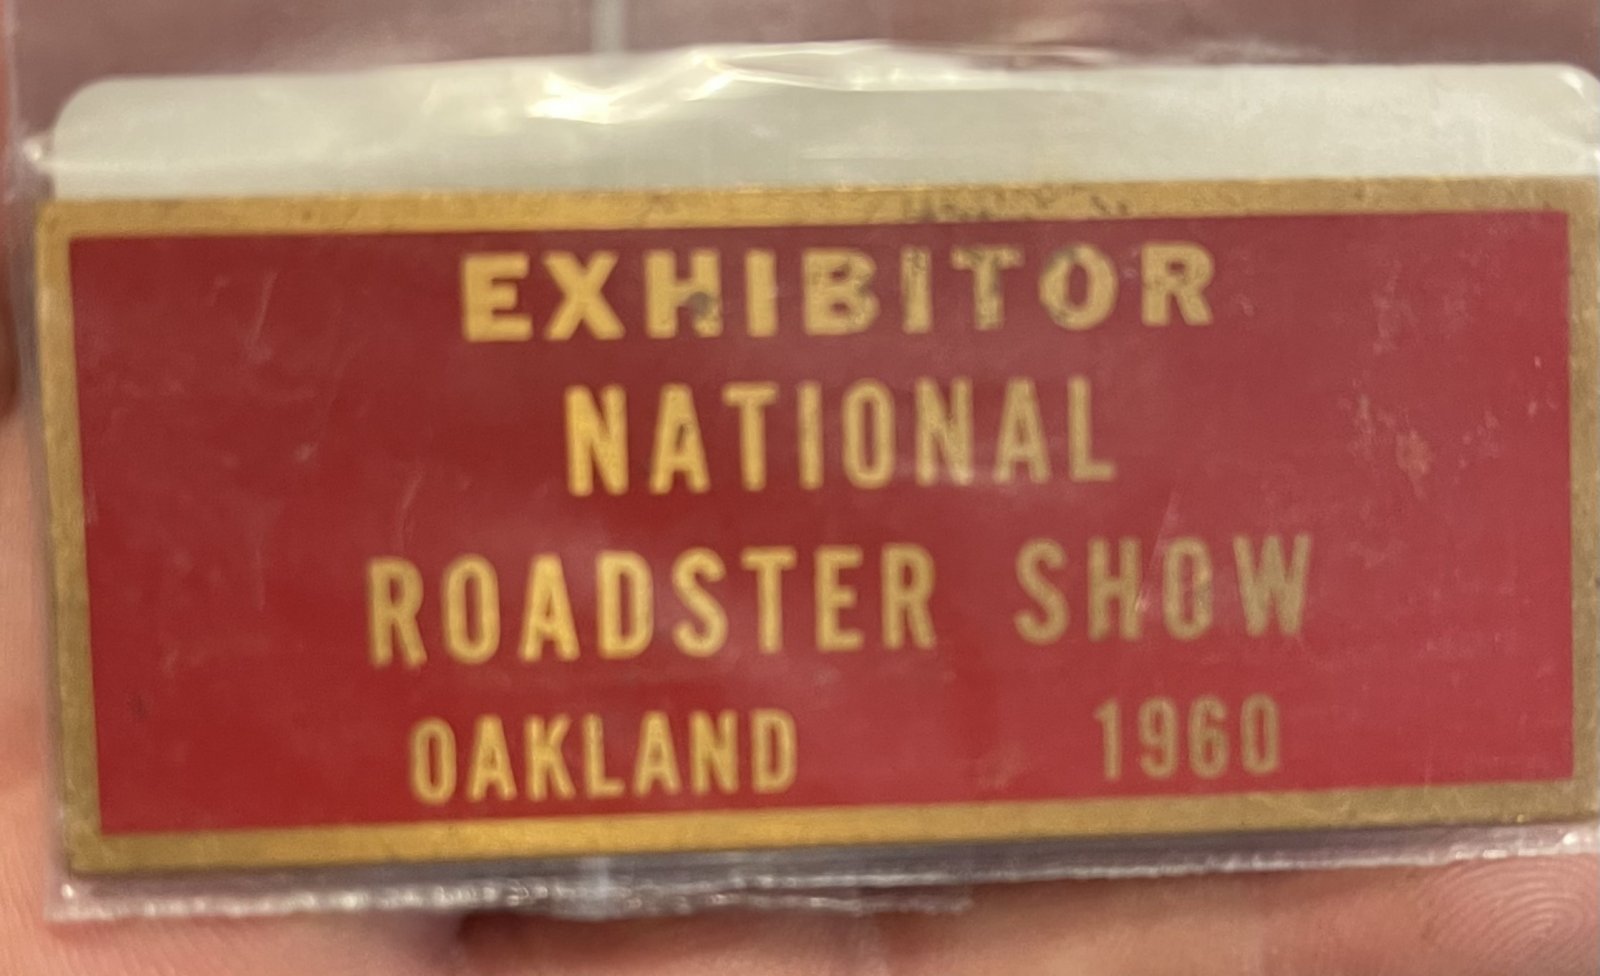 EXHIBITOR
NATIONAL
ROADSTER SHOW
OAKLAND 1960